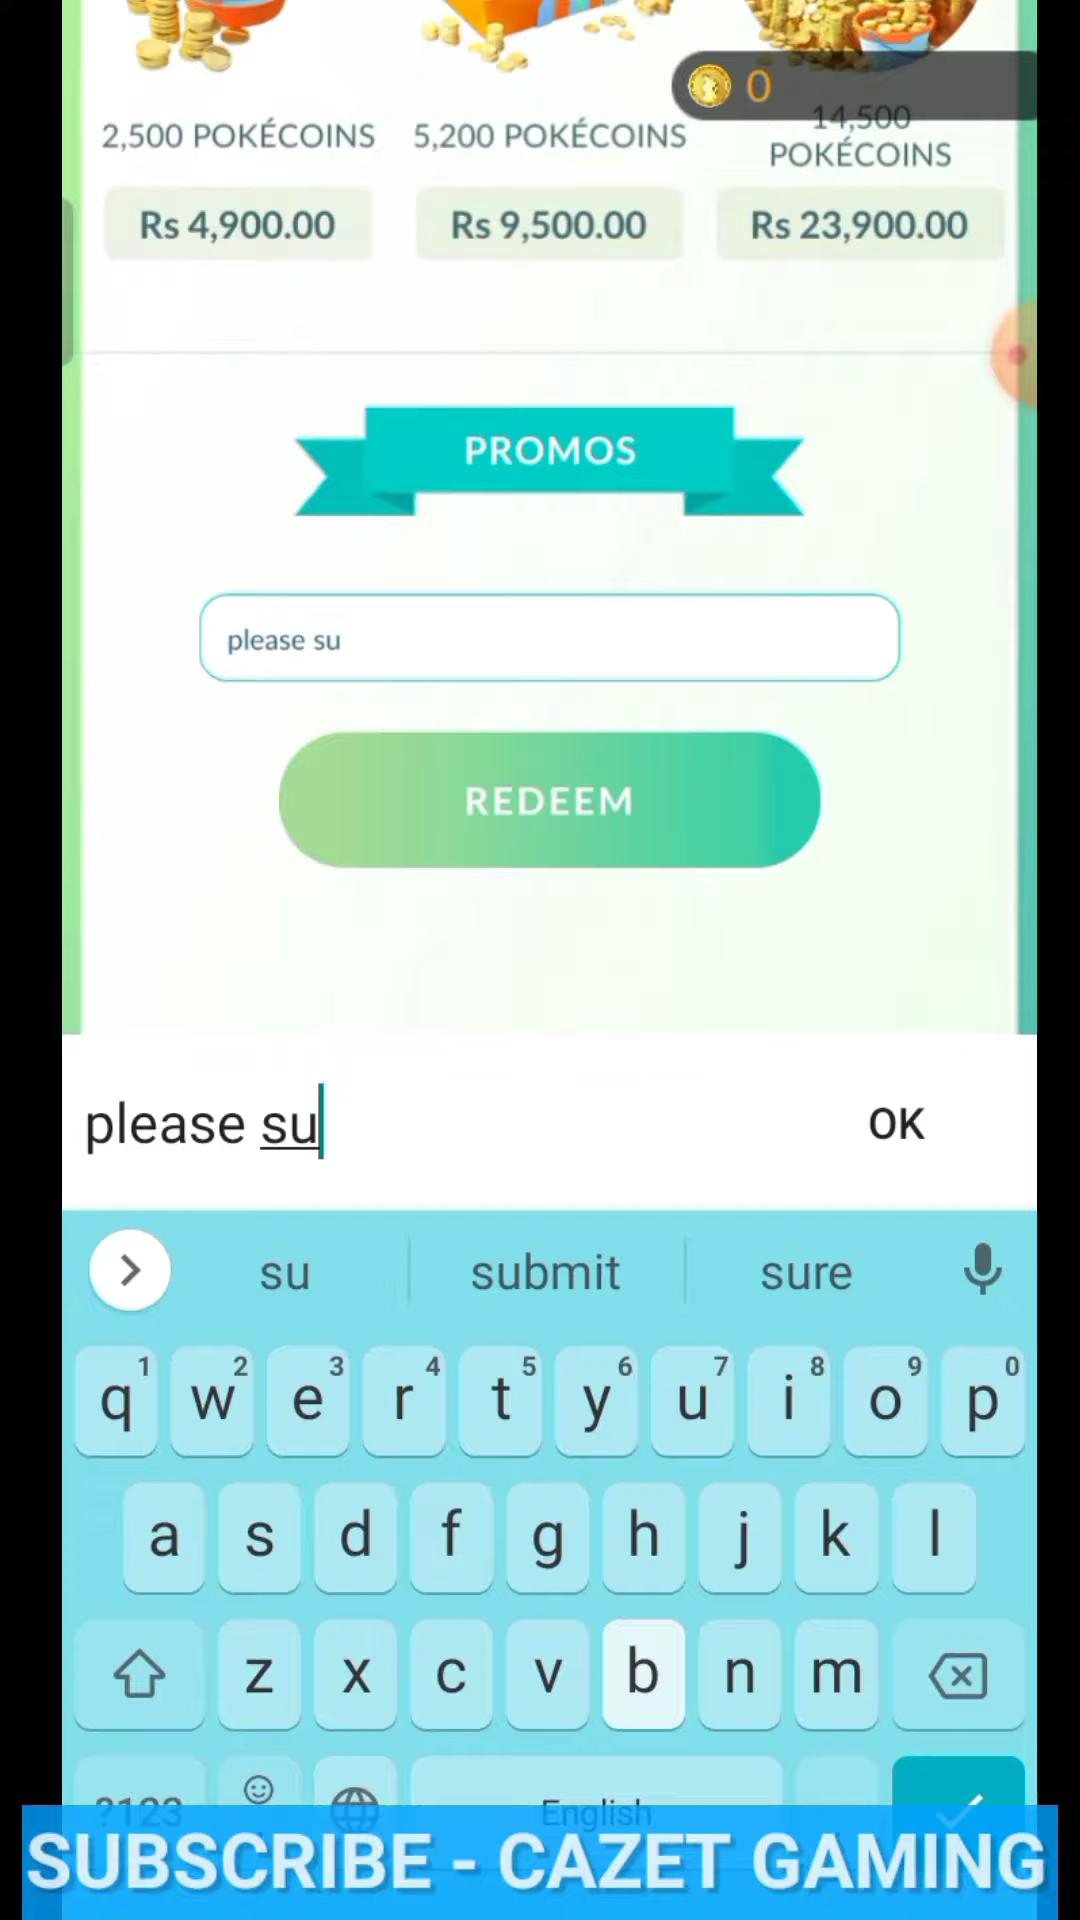 2,500 POKÉCOINS 5,200 POKÉCOINS 14,500 POKÉCOINS
0
Rs 4,900.00 Rs 9,500.00 Rs 23,900.00
PROMOS
please su
REDEEM
please su OK
su submit sure
1 2 3 4 5 6 7 8 9 0
q w e r t y u i o p
a s d f g h j k l
z x c v b n m
?123 English
SUBSCRIBE - CAZET GAMING